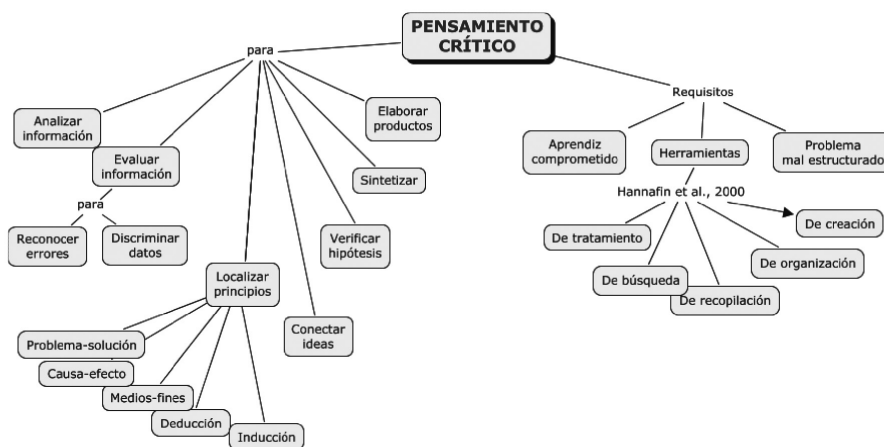 PENSAMIENTO
CRÍTICO
para
Analizar
información
Evaluar
información
para
Reconocer
errores
Discriminar
datos
Localizar
principios
Problema-solución
Causa-efecto
Medios-fines
Deducción
Inducción
Conectar
ideas
Verificar
hipótesis
Sintetizar
Elaborar
productos
Requisitos
Aprendiz
comprometido
Herramientas
Problema
mal estructurado
Hannafin et al., 2000
De tratamiento
De búsqueda
De recopilación
De organización
De creación